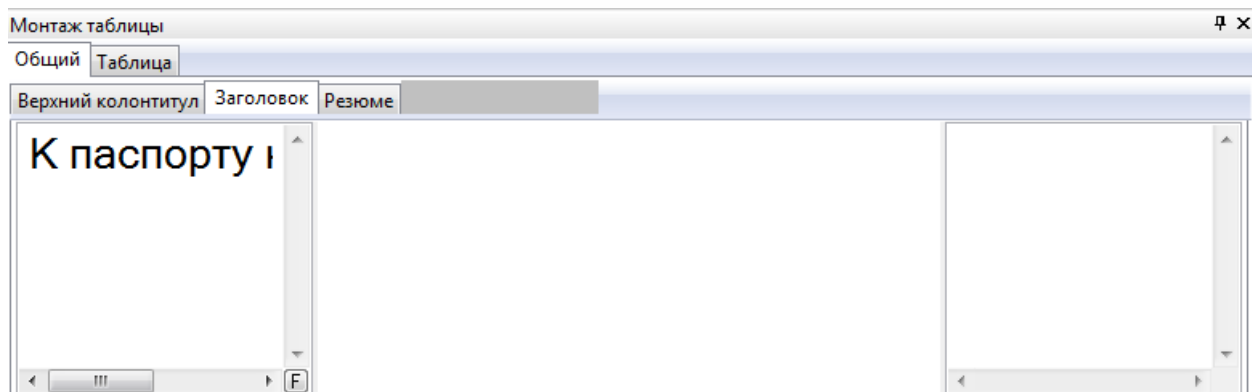 Монтаж таблицы
Общий Таблица
Верхний колонтитул Заголовок Резюме
К паспорту
F